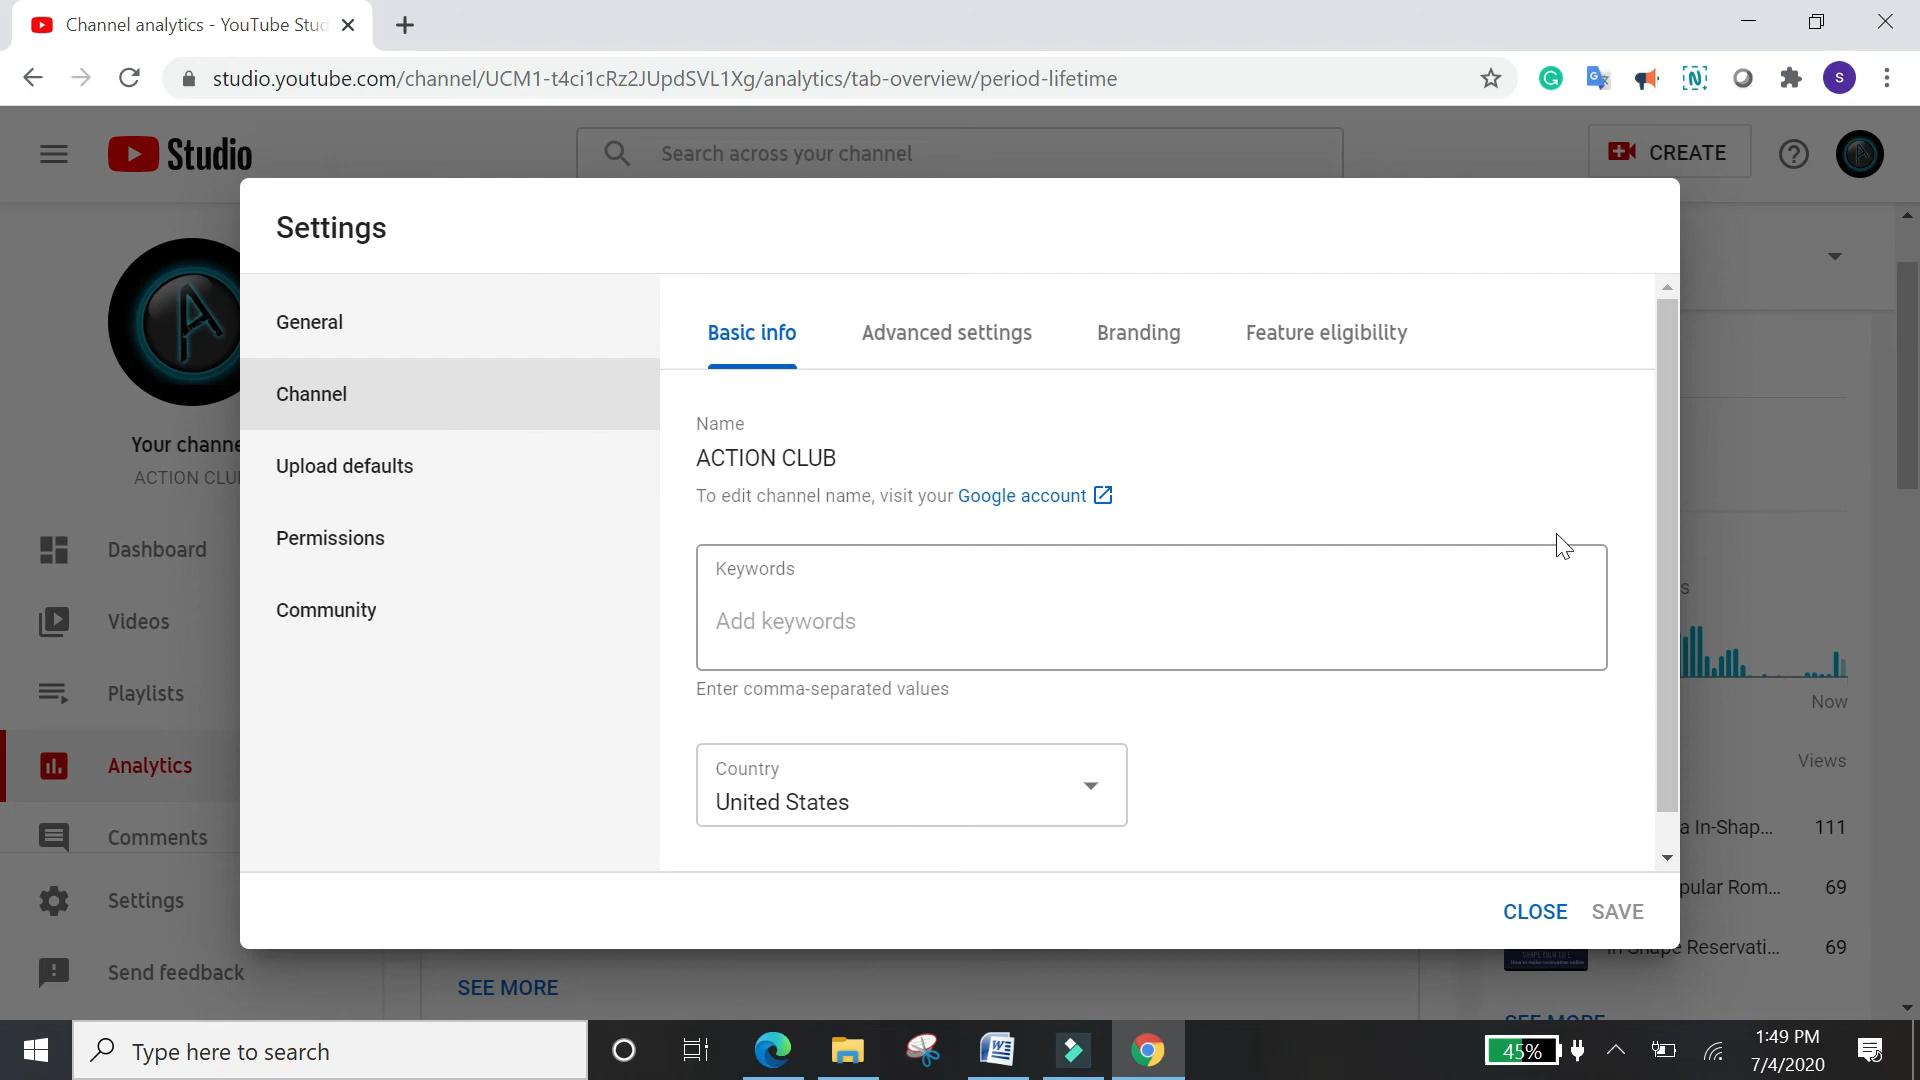 Channel analytics - YouTube Stud
studio.youtube.com/channel/UCM1-t4ci1cRz2JUpdSVL1Xg/analytics/tab-overview/period-lifetime
S
Studio
Search across your channel
CREATE
Settings
General
Channel
Upload defaults
Permissions
Community
Basic info
Advanced settings
Branding
Feature eligibility
Name
ACTION CLUB
To edit channel name, visit your Google account
Keywords
Add keywords
Enter comma-separated values
Country
United States
CLOSE
SAVE
Your channe
ACTION CLU
Dashboard
Videos
Playlists
Analytics
Comments
Settings
Send feedback
s
Now
Views
a In-Shap... 111
pular Rom... 69
In Shape Reservati... 69
SEE MORE
SEE MORE
Type here to search
45%
1:49 PM
7/4/2020